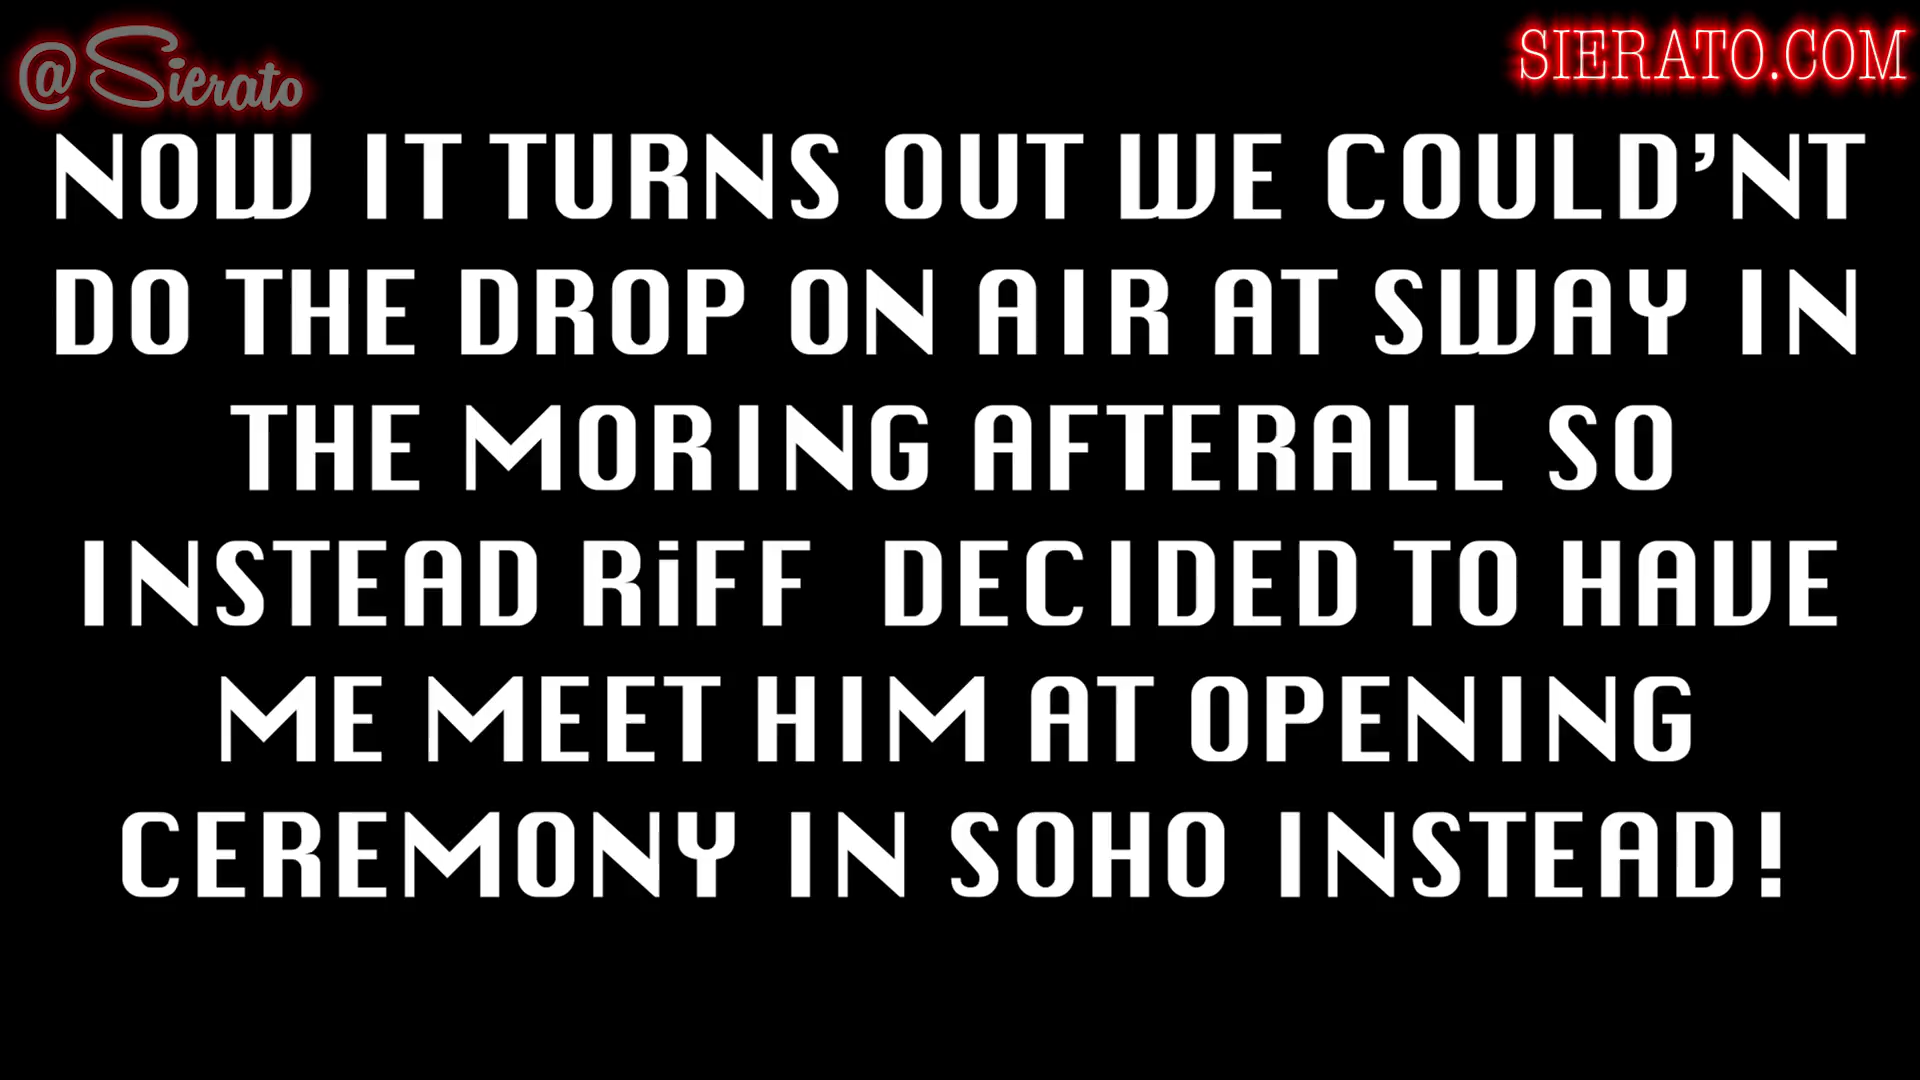 @Sierato
SIERATO.COM
NOW IT TURNS OUT WE COULD'NT
DO THE DROP ON AIR AT SWAY IN
THE MORING AFTERALL SO
INSTEAD RiFF DECIDED TO HAVE
ME MEET HIM AT OPENING
CEREMONY IN SOHO INSTEAD!